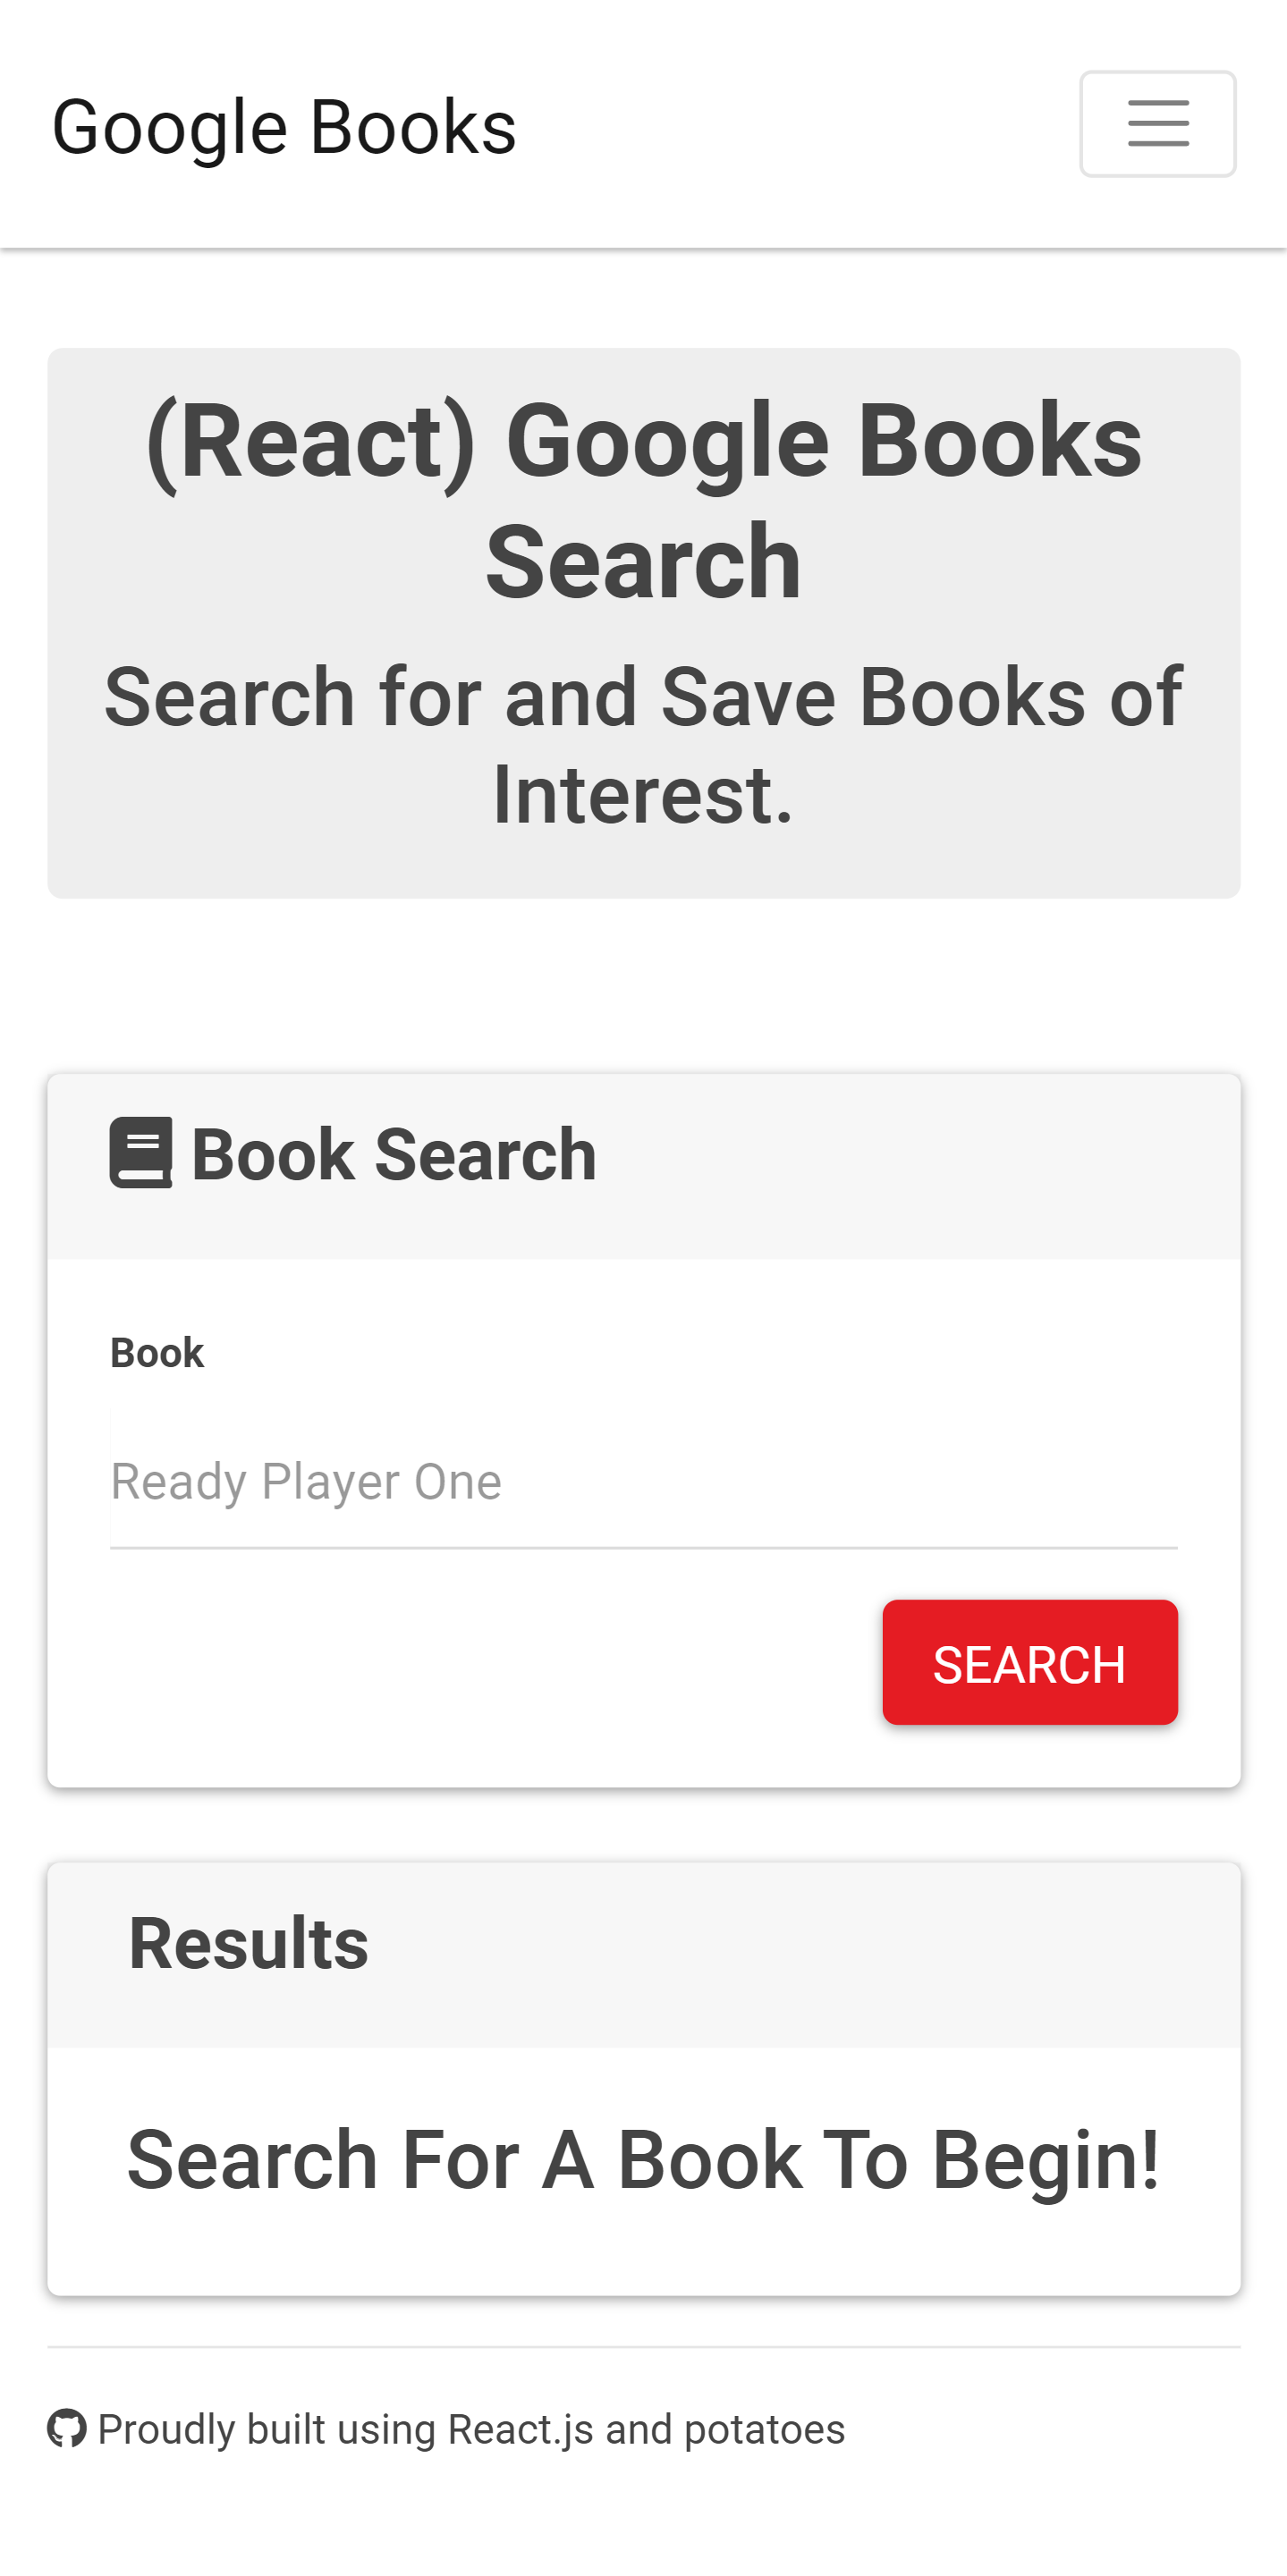 Google Books
(React) Google Books
Search
Search for and Save Books of
Interest.
Book Search
Book
Ready Player One
SEARCH
Results
Search For A Book To Begin!
Proudly built using React.js and potatoes